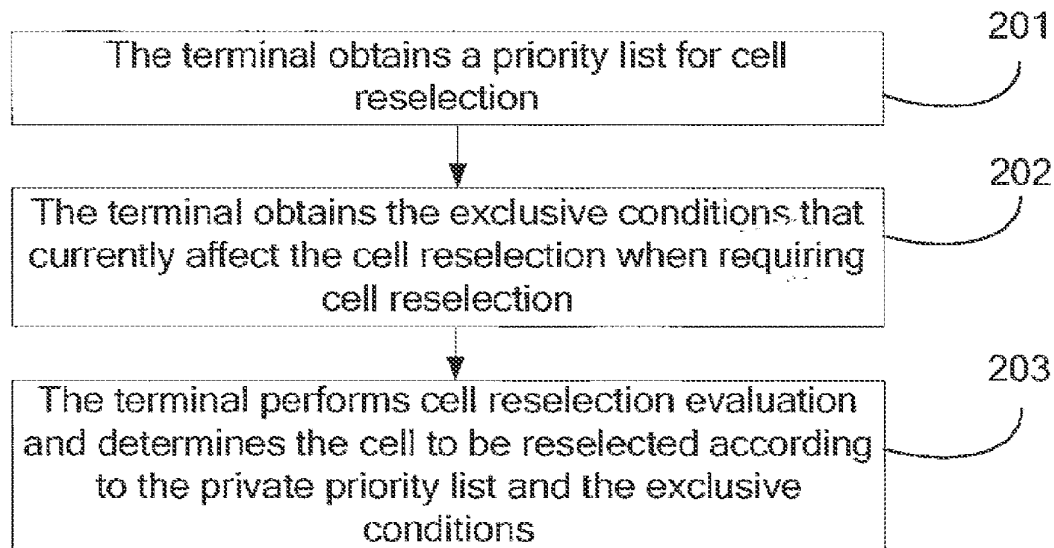 201
The terminal obtains a priority list for cell
reselection
202
The terminal obtains the exclusive conditions that
currently affect the cell reselection when requiring
cell reselection
203
The terminal performs cell reselection evaluation
and determines the cell to be reselected according
to the private priority list and the exclusive
conditions